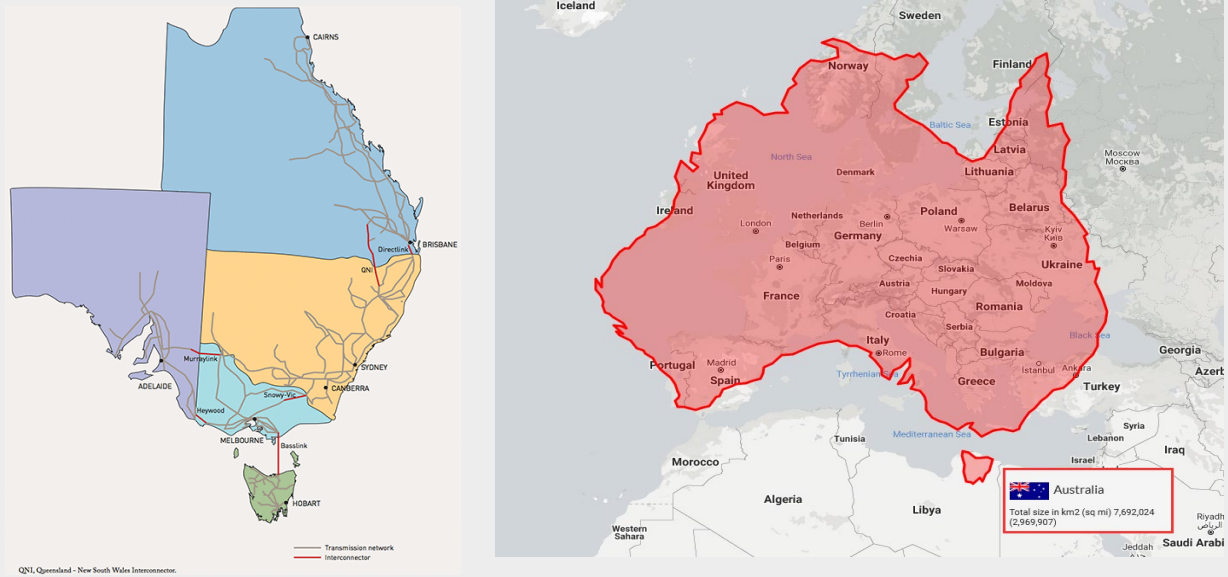 CAIRNS
Directlink
BRISBANE
QNI
Murraylink
SYDNEY
CANBERRA
ADELAIDE
Snowy-Vic
Heywood
MELBOURNE
Basslink
HOBART
Transmission network
Interconnector
QNI, Queensland – New South Wales Interconnector.
Iceland
Sweden
Norway
Finland
Baltic Sea
Estonia
North Sea
Latvia
Moscow
Москва
United
Kingdom
Denmark
Lithuania
Ireland
Netherlands
Berlin
Poland
Belarus
London
Warsaw
Belgium
Germany
Kyiv
Київ
Paris
Czechia
Slovakia
Ukraine
Austria
Hungary
Moldova
France
Romania
Croatia
Serbia
Black Sea
Italy
Rome
Bulgaria
Georgia
Portugal
Madrid
Spain
Tyrrhenian Sea
Istanbul
Ankara
Azerb
Greece
Turkey
Mediterranean Sea
Tunisia
Syria
Lebanon
Morocco
Israel
Iraq
Algeria
Libya
Western
Sahara
Australia
Total size in km2 (sq mi) 7,692,024
(2,969,907)
Riyadh
الرياض
Jeddah
Saudi Arabi